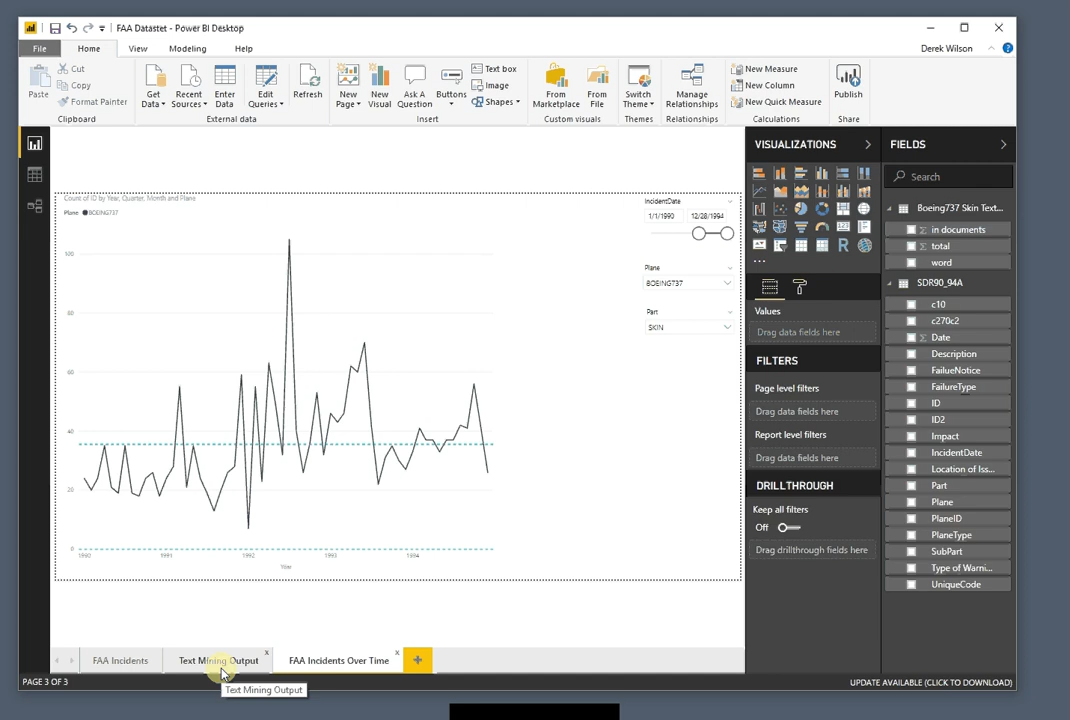 FAA Datastet - Power BI Desktop
File Home View Modeling Help Derek Wilson
Paste
Cut
Copy
Format Painter
Clipboard
Get Data
Recent Sources
Enter Data
Edit Queries
Refresh
External data
New Page
New Visual
Ask A Question
Buttons
Text box
Image
Shapes
Insert
From Marketplace
From File
Custom visuals
Switch Theme
Themes
Manage Relationships
Relationships
New Measure
New Column
New Quick Measure
Calculations
Publish
Share
Count of ID by Year, Quarter, Month and Plane
Plane BOEING737
100
80
60
40
20
0
1990 1991 1992 1993 1994
Year
IncidentDate
1/1/1990 12/28/1994
Plane
BOEING737
Part
SKIN
VISUALIZATIONS
R
Values
Drag data fields here
FILTERS
Page level filters
Drag data fields here
Report level filters
Drag data fields here
DRILLTHROUGH
Keep all filters
Off
Drag drillthrough fields here
FIELDS
Search
Boeing737 Skin Text...
Σ in documents
Σ total
word
SDR90_94A
c10
c270c2
Σ Date
Description
FailueNotice
FailureType
ID
ID2
Impact
IncidentDate
Location of Iss...
Part
Plane
PlaneID
PlaneType
SubPart
Type of Warni...
UniqueCode
FAA Incidents Text Mining Output x FAA Incidents Over Time x +
PAGE 3 OF 3
Text Mining Output
UPDATE AVAILABLE (CLICK TO DOWNLOAD)